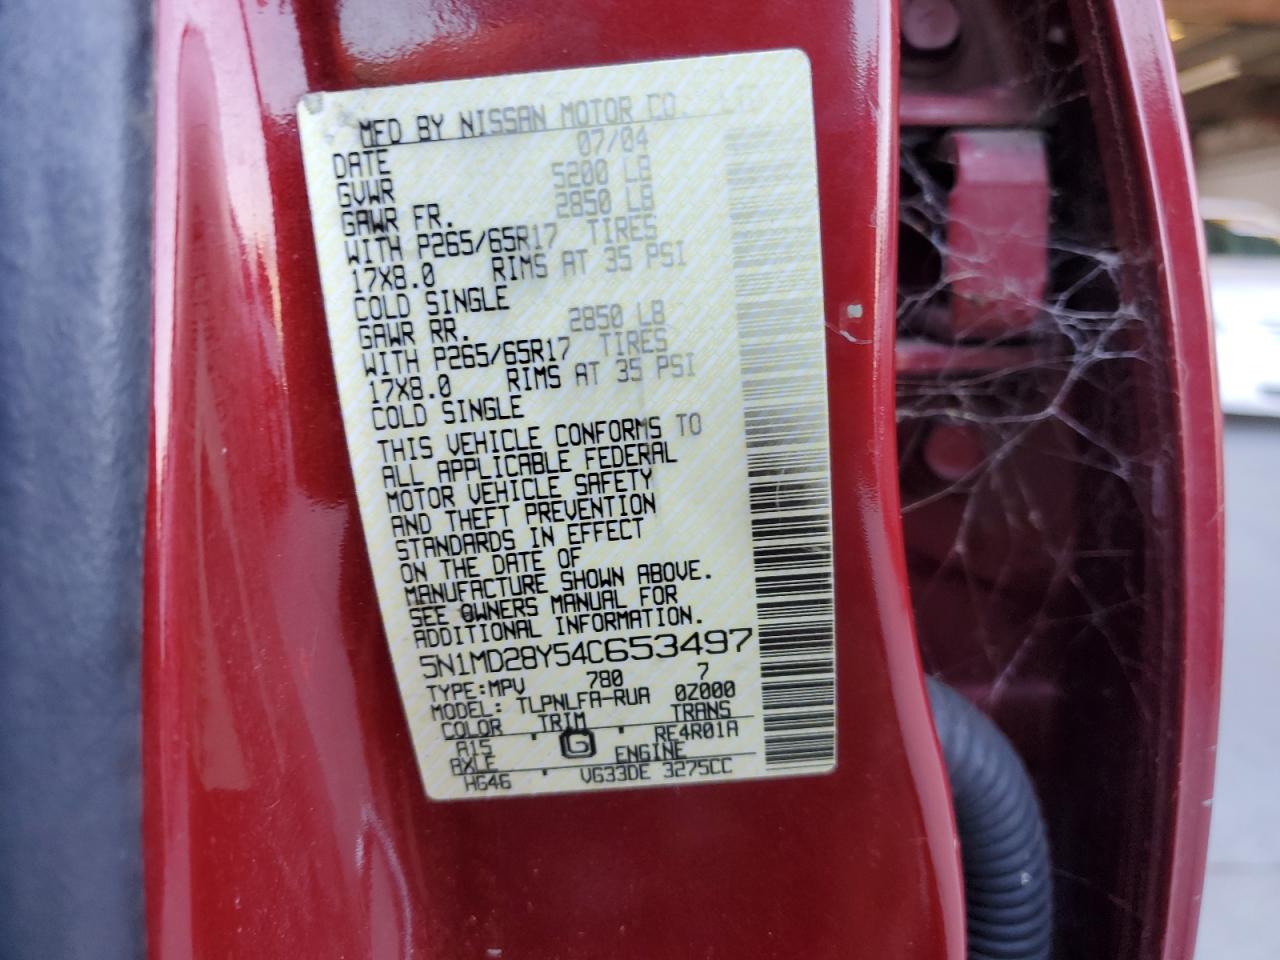 MFD BY NISSAN MOTOR CO., LTD
DATE 07/04
GVWR 5200 LB
GAWR FR. 2850 LB
WITH P265/65R17 TIRES
17X8.0 RIMS AT 35 PSI
COLD SINGLE
GAWR RR. 2850 LB
WITH P265/65R17 TIRES
17X8.0 RIMS AT 35 PSI
COLD SINGLE
THIS VEHICLE CONFORMS TO
ALL APPLICABLE FEDERAL
MOTOR VEHICLE SAFETY
AND THEFT PREVENTION
STANDARDS IN EFFECT
ON THE DATE OF
MANUFACTURE SHOWN ABOVE.
SEE OWNERS MANUAL FOR
ADDITIONAL INFORMATION.
5N1MD28Y54C653497
TYPE:MPV 780 7
MODEL: TLPNLFA-RUA 0Z000
COLOR TRIM TRANS
A15 G RE4R01A
AXLE ENGINE
HG46 VG33DE 3275CC